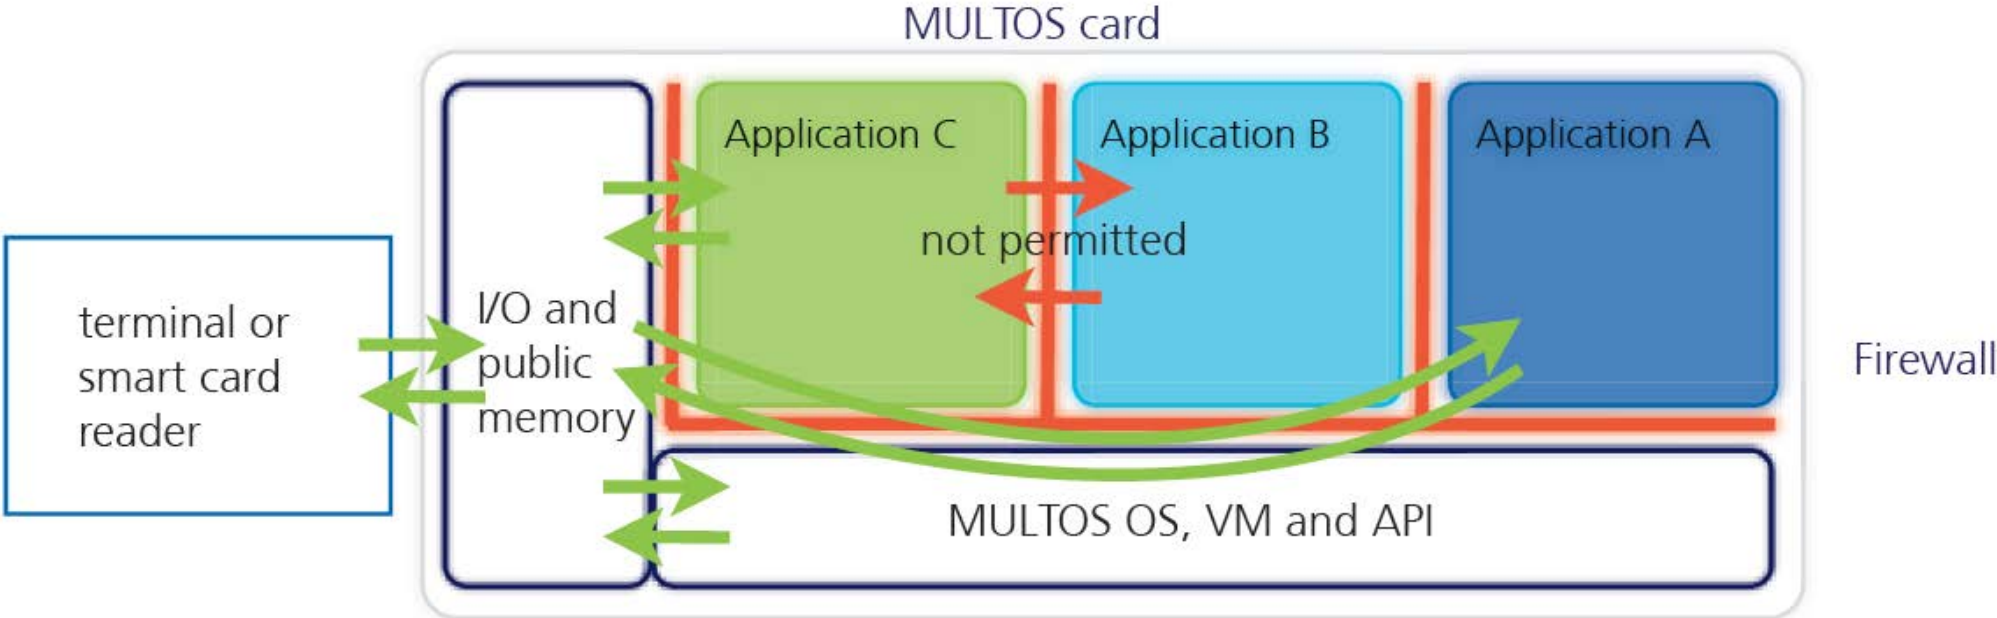 MULTOS card
Application C
Application B
Application A
not permitted
terminal or
smart card
reader
I/O and
public
memory
Firewall
MULTOS OS, VM and API